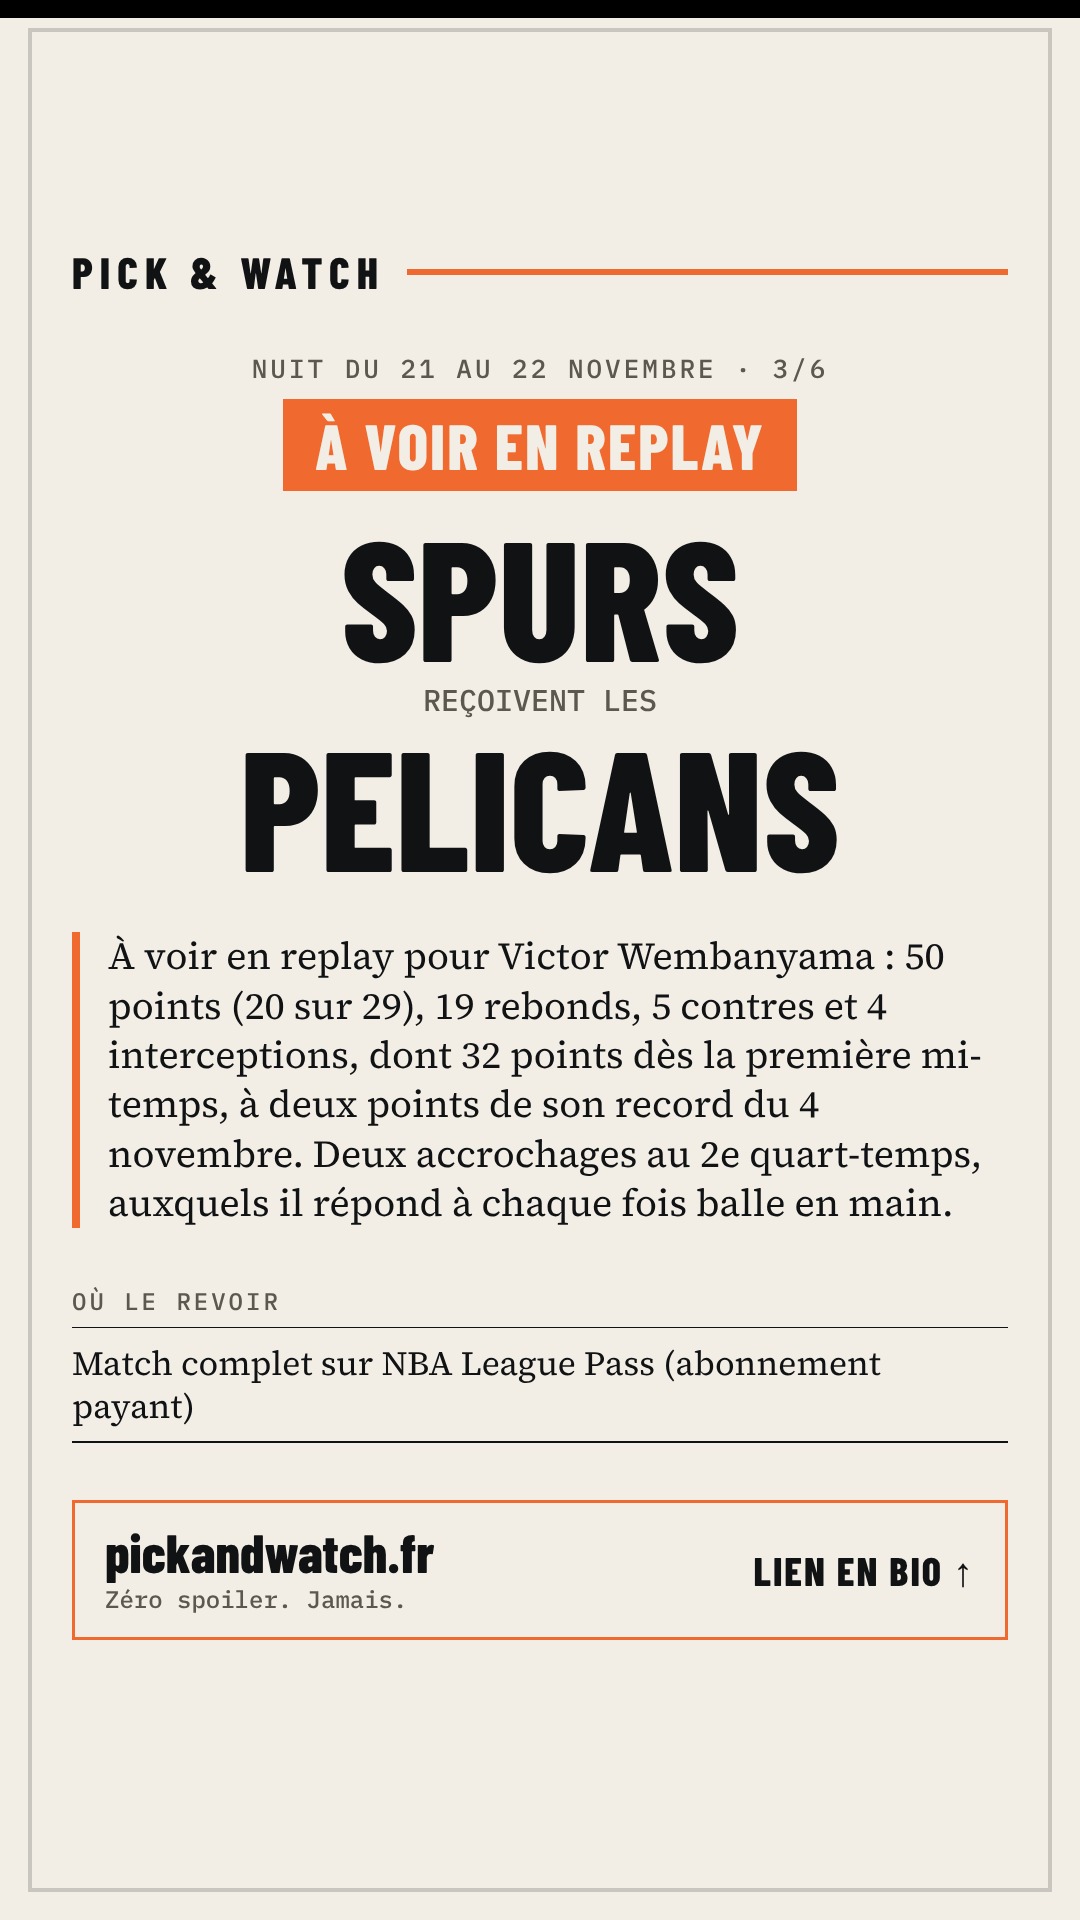 PICK & WATCH
NUIT DU 21 AU 22 NOVEMBRE · 3/6
À VOIR EN REPLAY
SPURS
REÇOIVENT LES
PELICANS
À voir en replay pour Victor Wembanyama : 50
points (20 sur 29), 19 rebonds, 5 contres et 4
interceptions, dont 32 points dès la première mi-
temps, à deux points de son record du 4
novembre. Deux accrochages au 2e quart-temps,
auxquels il répond à chaque fois balle en main.
OÙ LE REVOIR
Match complet sur NBA League Pass (abonnement
payant)
pickandwatch.fr
Zéro spoiler. Jamais.
LIEN EN BIO ↑